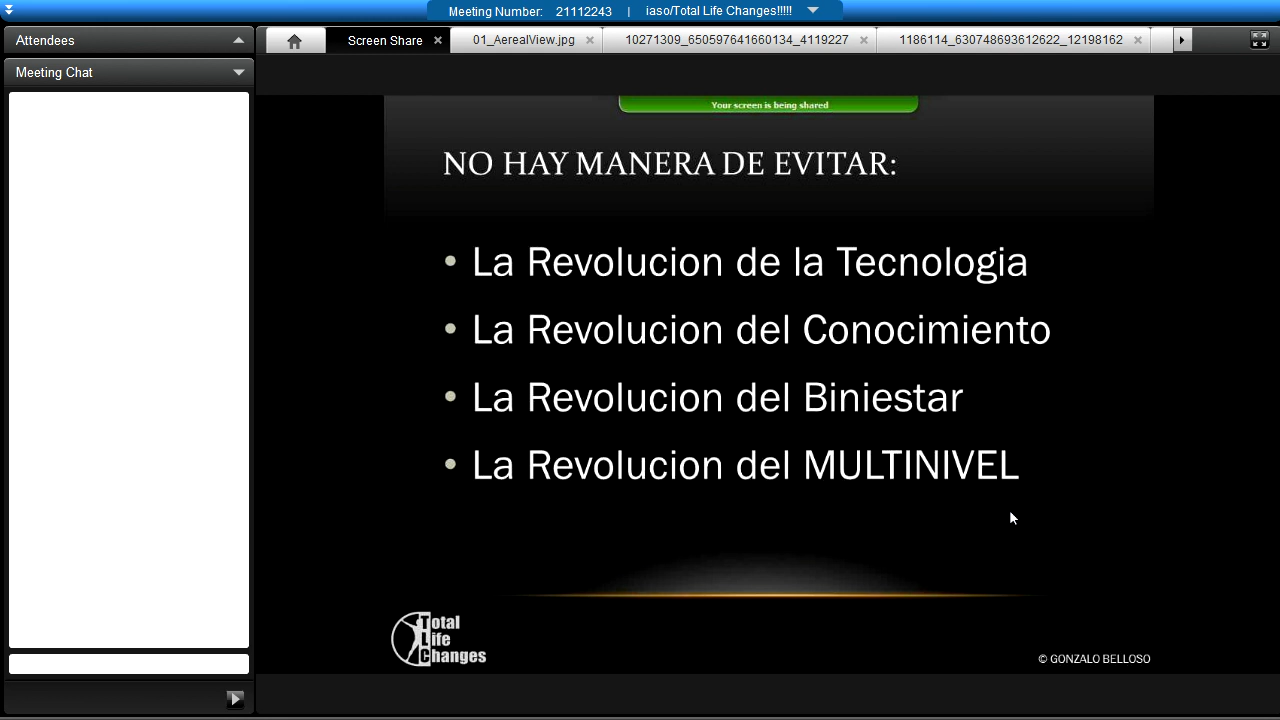 Meeting Number: 21112243 | iaso/Total Life Changes!!!!!
Attendees
Screen Share
01_AerealView.jpg
10271309_650597641660134_4119227
1186114_630748693612622_12198162
Meeting Chat
Your screen is being shared
NO HAY MANERA DE EVITAR:
• La Revolucion de la Tecnologia
• La Revolucion del Conocimiento
• La Revolucion del Biniestar
• La Revolucion del MULTINIVEL
Total
Life
Changes
© GONZALO BELLOSO